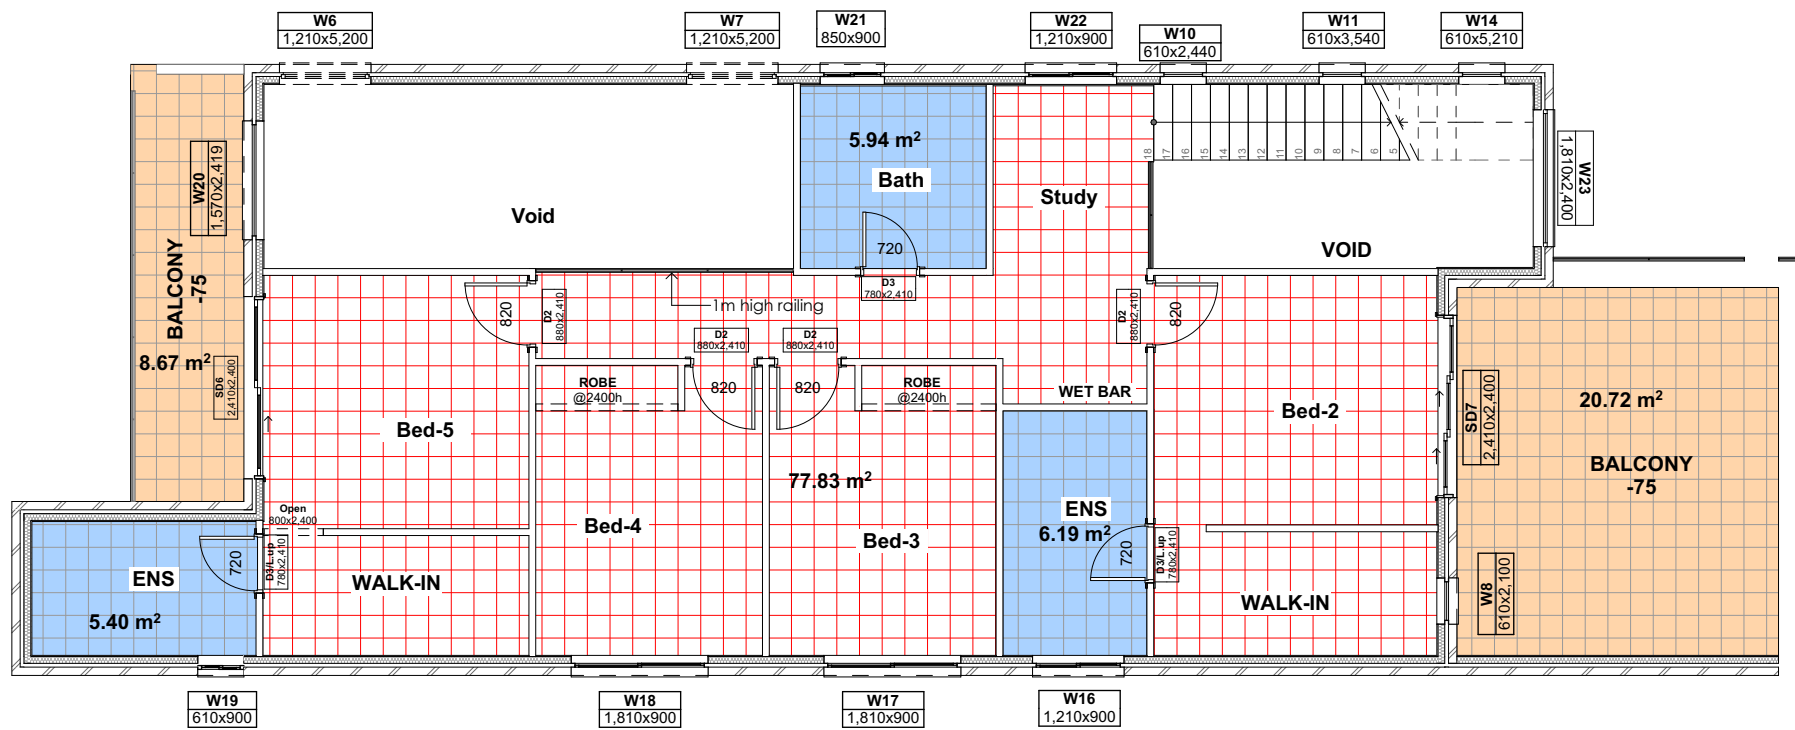 W6
1,210x5,200
W7
1,210x5,200
W21
850x900
W22
1,210x900
W10
610x2,440
W11
610x3,540
W14
610x5,210
W20
1,570x2,419
BALCONY
-75
8.67 m²
SD6
2,410x2,400
Void
5.94 m²
Bath
720
D3
780x2,410
Study
18
17
16
15
14
13
12
11
10
9
8
7
6
5
VOID
W23
1,810x2,400
820
D2
880x2,410
1m high railing
D2
880x2,410
D2
880x2,410
D2
880x2,410
820
ROBE
@2400h
820
820
ROBE
@2400h
WET BAR
Bed-5
Bed-2
SD7
2,410x2,400
20.72 m²
BALCONY
-75
77.83 m²
Open
800x2,400
Bed-4
Bed-3
ENS
6.19 m²
720
D3/L.up
780x2,410
ENS
5.40 m²
720
D3/L.up
780x2,410
WALK-IN
WALK-IN
W8
610x2,100
W19
610x900
W18
1,810x900
W17
1,810x900
W16
1,210x900